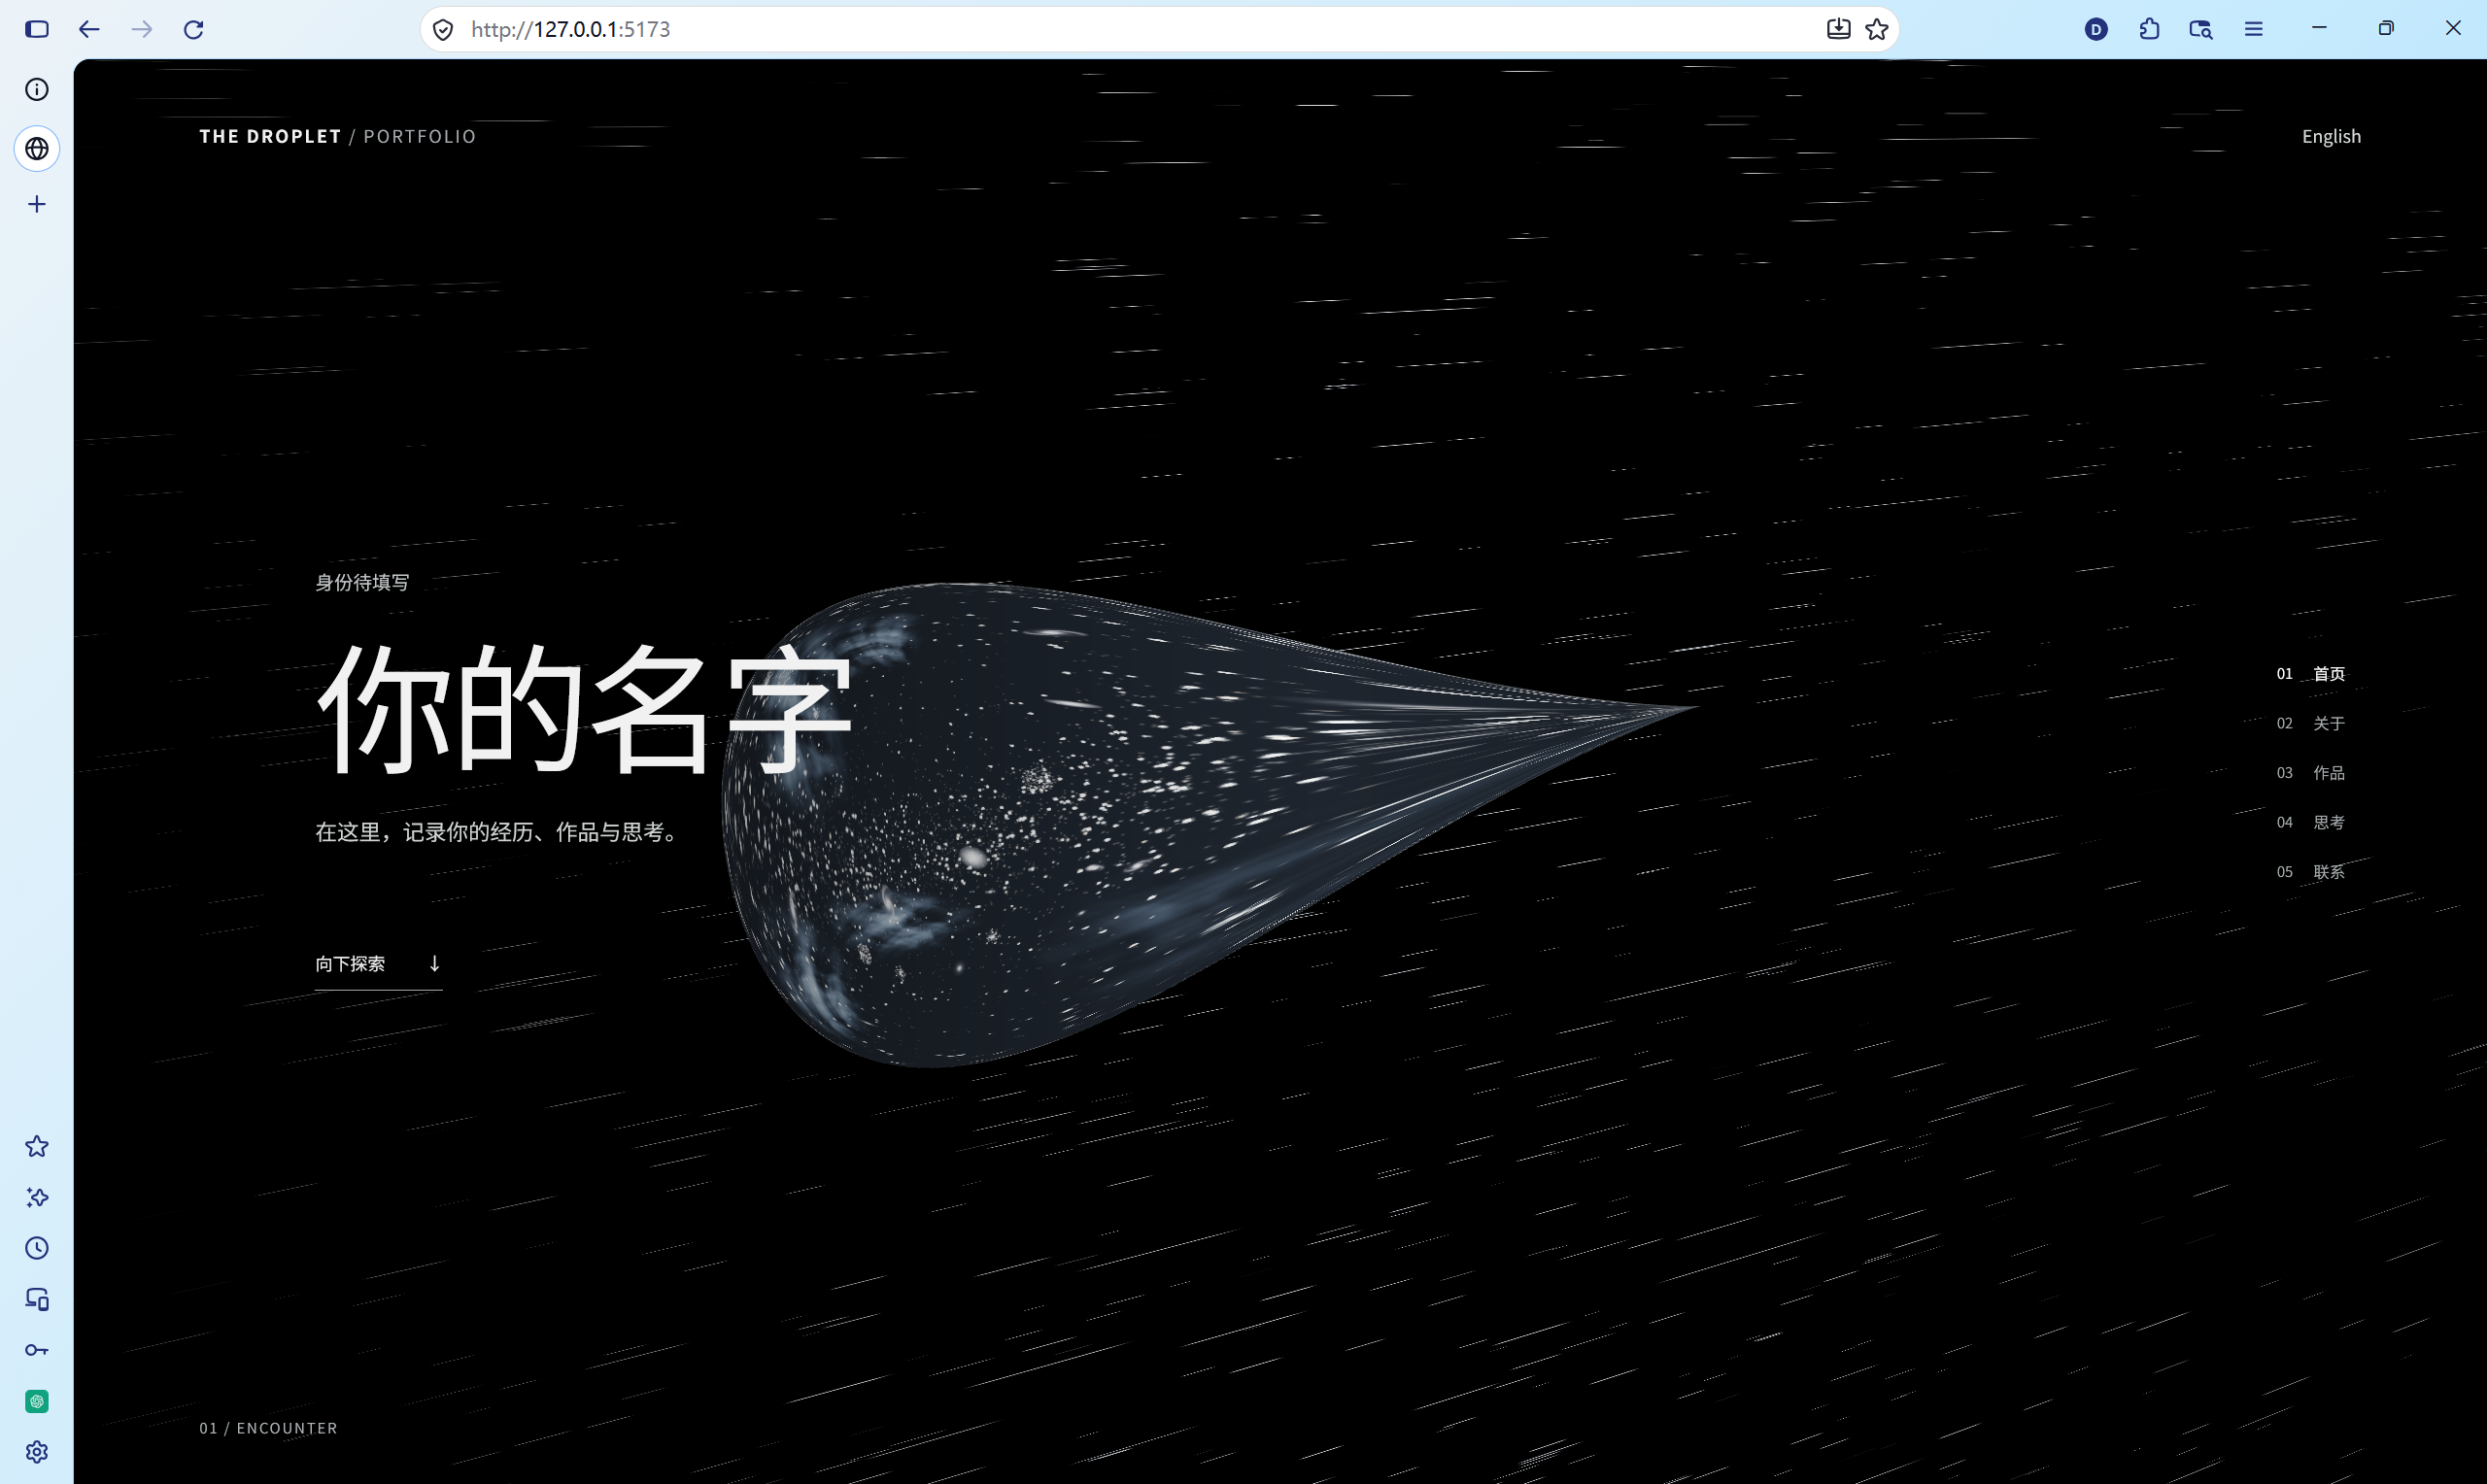 http://127.0.0.1:5173
D
THE DROPLET / PORTFOLIO
English
身份待填写
你的名字
在这里，记录你的经历、作品与思考。
向下探索 ↓
01 首页
02 关于
03 作品
04 思考
05 联系
01 / ENCOUNTER